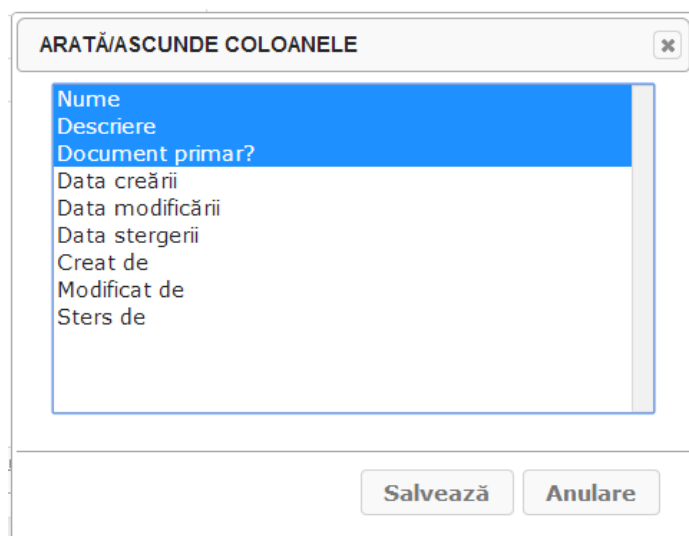 ARATĂ/ASCUNDE COLOANELE
Nume
Descriere
Document primar?
Data creării
Data modificării
Data stergerii
Creat de
Modificat de
Sters de
Salvează Anulare